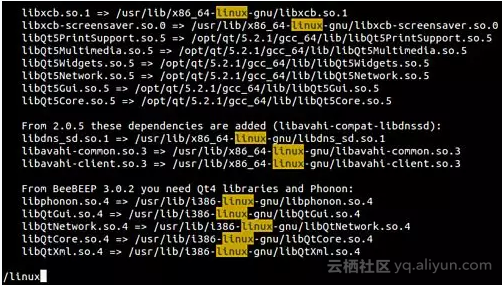 libxcb.so.1 => /usr/lib/x86_64-linux-gnu/libxcb.so.1
libxcb-screensaver.so.0 => /usr/lib/x86_64-linux-gnu/libxcb-screensaver.so.0
libQt5PrintSupport.so.5 => /opt/qt/5.2.1/gcc_64/lib/libQt5PrintSupport.so.5
libQt5Multimedia.so.5 => /opt/qt/5.2.1/gcc_64/lib/libQt5Multimedia.so.5
libQt5Widgets.so.5 => /opt/qt/5.2.1/gcc_64/lib/libQt5Widgets.so.5
libQt5Network.so.5 => /opt/qt/5.2.1/gcc_64/lib/libQt5Network.so.5
libQt5Gui.so.5 => /opt/qt/5.2.1/gcc_64/lib/libQt5Gui.so.5
libQt5Core.so.5 => /opt/qt/5.2.1/gcc_64/lib/libQt5Core.so.5
From 2.0.5 these dependencies are added (libavahi-compat-libdnssd):
libdns_sd.so.1 => /usr/lib/x86_64-linux-gnu/libdns_sd.so.1
libavahi-common.so.3 => /usr/lib/x86_64-linux-gnu/libavahi-common.so.3
libavahi-client.so.3 => /usr/lib/x86_64-linux-gnu/libavahi-client.so.3
From BeeBEEP 3.0.2 you need Qt4 libraries and Phonon:
libphonon.so.4 => /usr/lib/i386-linux-gnu/libphonon.so.4
libQtGui.so.4 => /usr/lib/i386-linux-gnu/libQtGui.so.4
libQtNetwork.so.4 => /usr/lib/i386-linux-gnu/libQtNetwork.so.4
libQtCore.so.4 => /usr/lib/i386-linux-gnu/libQtCore.so.4
libQtXml.so.4 => /usr/lib/i386-linux-gnu/libQtXml.so.4
/linux
云栖社区 yq.aliyun.com